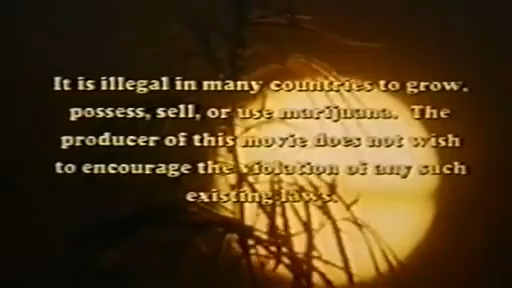 It is illegal in many countries to grow,
possess, sell, or use marijuana. The
producer of this movie does not wish
to encourage the violation of any such
existing laws.